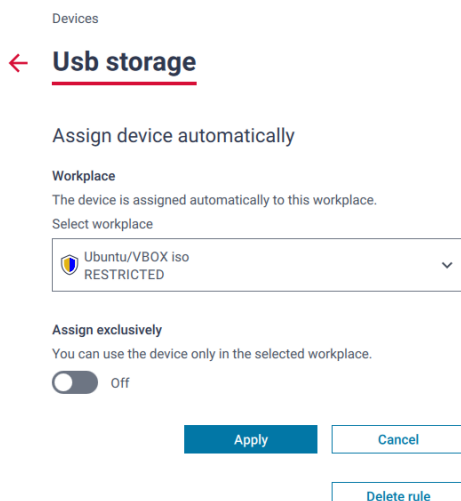 Devices
Usb storage
Assign device automatically
Workplace
The device is assigned automatically to this workplace.
Select workplace
Ubuntu/VBOX iso
RESTRICTED
Assign exclusively
You can use the device only in the selected workplace.
Off
Apply
Cancel
Delete rule